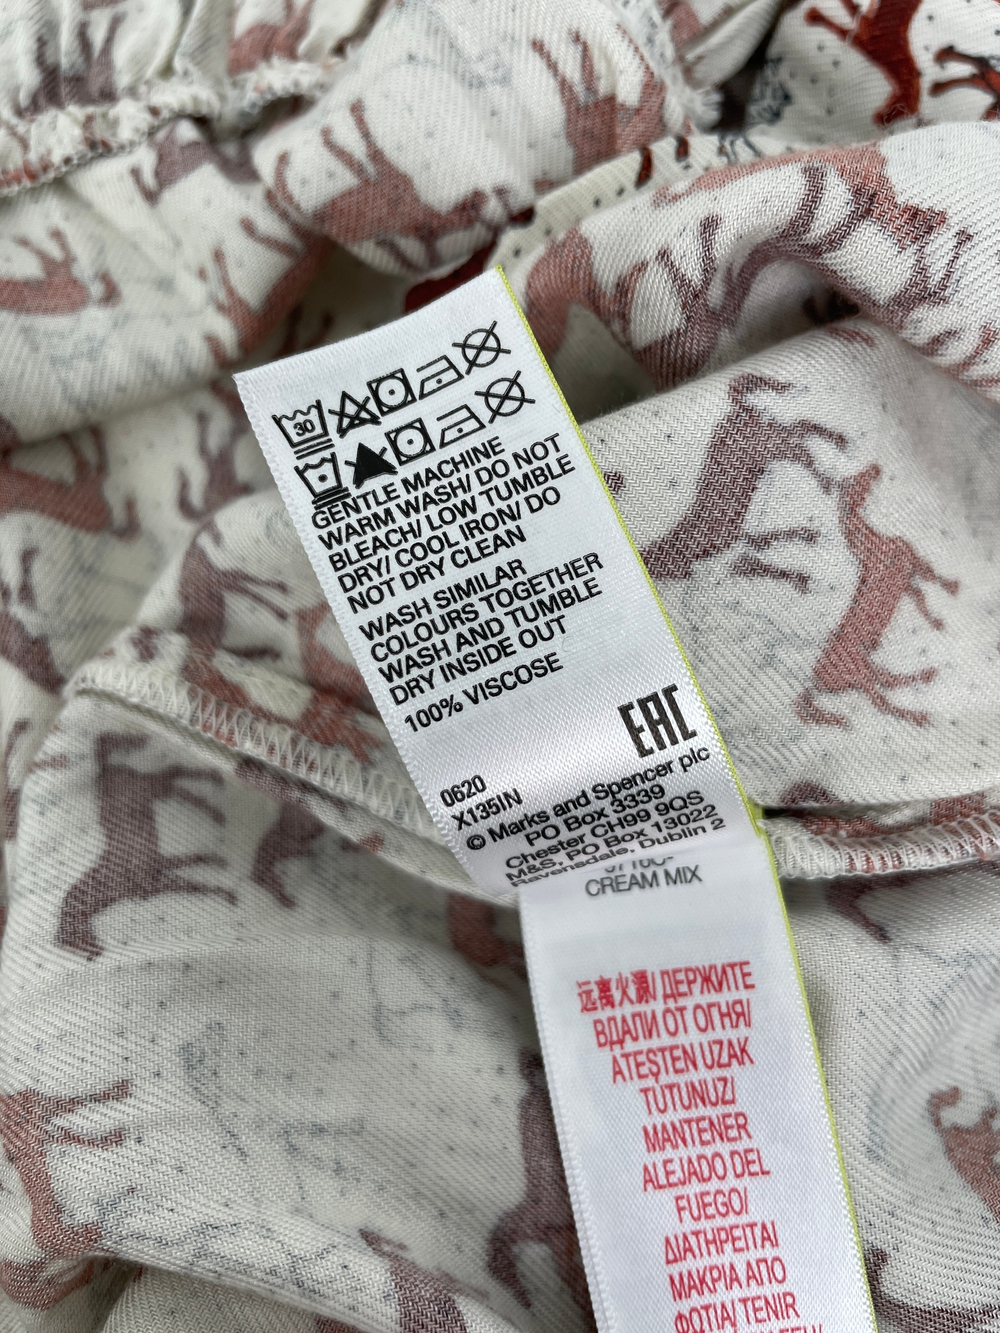 30
GENTLE MACHINE
WARM WASH/ DO NOT
BLEACH/ LOW TUMBLE
DRY/ COOL IRON/ DO
NOT DRY CLEAN
WASH SIMILAR
COLOURS TOGETHER
WASH AND TUMBLE
DRY INSIDE OUT
100% VISCOSE
EAC
0620
X135IN
© Marks and Spencer plc
PO Box 3339
Chester CH99 9QS
M&S, PO Box 13022
Ravensdale, Dublin 2
CREAM MIX
远离火源/ ДЕРЖИТЕ
ВДАЛИ ОТ ОГНЯ/
ATEŞTEN UZAK
TUTUNUZ/
MANTENER
ALEJADO DEL
FUEGO/
ΔΙΑΤΗΡΕΙΤΑΙ
ΜΑΚΡΙΑ ΑΠΟ
ΦΩΤΙΑ/ TENIR